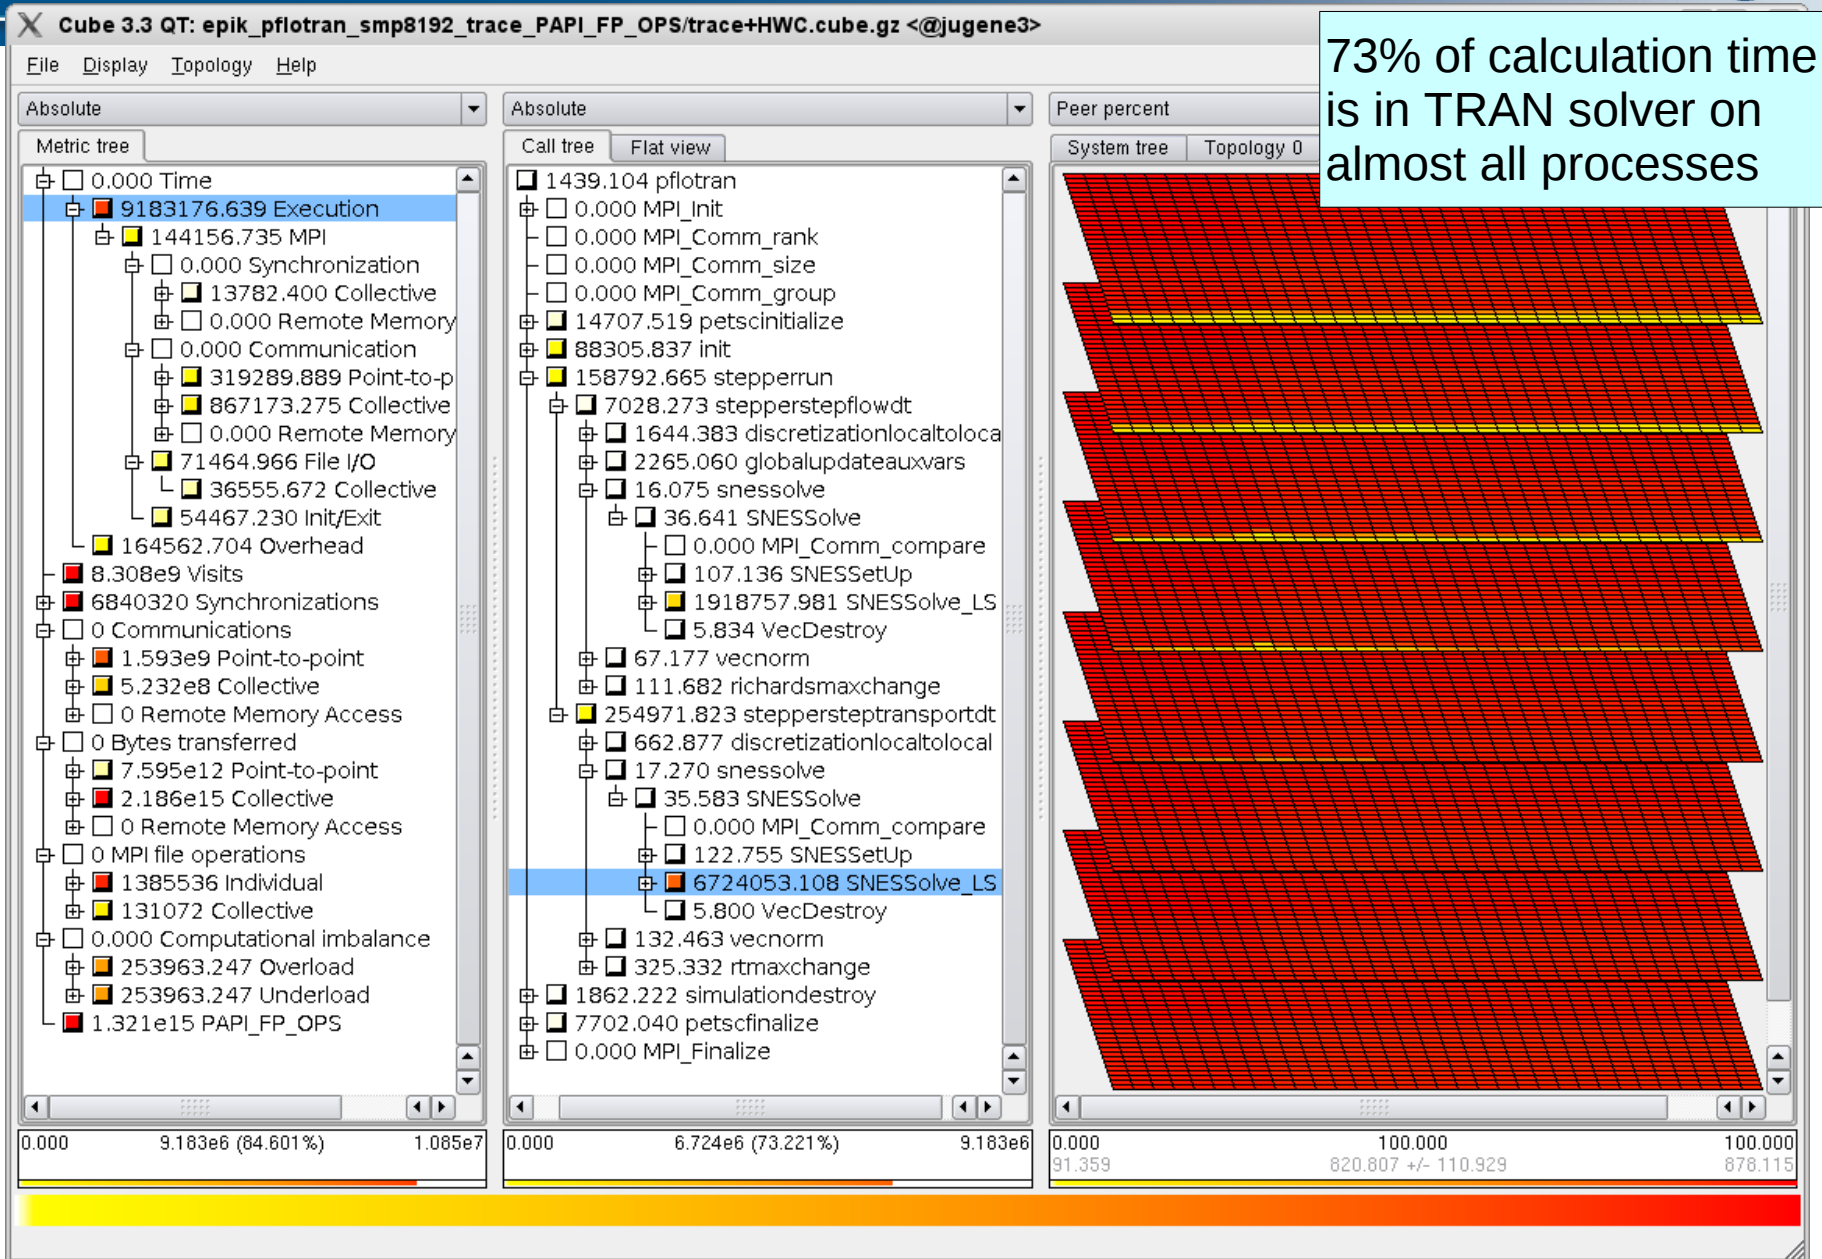 Cube 3.3 QT: epik_pflotran_smp8192_trace_PAPI_FP_OPS/trace+HWC.cube.gz <@jugene3>
73% of calculation time
is in TRAN solver on
almost all processes
File Display Topology Help
Absolute
Metric tree
0.000 Time
9183176.639 Execution
144156.735 MPI
0.000 Synchronization
13782.400 Collective
0.000 Remote Memory
0.000 Communication
319289.889 Point-to-p
867173.275 Collective
0.000 Remote Memory
71464.966 File I/O
36555.672 Collective
54467.230 Init/Exit
164562.704 Overhead
8.308e9 Visits
6840320 Synchronizations
0 Communications
1.593e9 Point-to-point
5.232e8 Collective
0 Remote Memory Access
0 Bytes transferred
7.595e12 Point-to-point
2.186e15 Collective
0 Remote Memory Access
0 MPI file operations
1385536 Individual
131072 Collective
0.000 Computational imbalance
253963.247 Overload
253963.247 Underload
1.321e15 PAPI_FP_OPS
0.000 9.183e6 (84.601%) 1.085e7
Absolute
Call tree Flat view
1439.104 pflotran
0.000 MPI_Init
0.000 MPI_Comm_rank
0.000 MPI_Comm_size
0.000 MPI_Comm_group
14707.519 petscinitialize
88305.837 init
158792.665 stepperrun
7028.273 stepperstepflowdt
1644.383 discretizationlocaltoloca
2265.060 globalupdateauxvars
16.075 snessolve
36.641 SNESSolve
0.000 MPI_Comm_compare
107.136 SNESSetUp
1918757.981 SNESSolve_LS
5.834 VecDestroy
67.177 vecnorm
111.682 richardsmaxchange
254971.823 steppersteptransportdt
662.877 discretizationlocaltolocal
17.270 snessolve
35.583 SNESSolve
0.000 MPI_Comm_compare
122.755 SNESSetUp
6724053.108 SNESSolve_LS
5.800 VecDestroy
132.463 vecnorm
325.332 rtmaxchange
1862.222 simulationdestroy
7702.040 petscfinalize
0.000 MPI_Finalize
0.000 6.724e6 (73.221%) 9.183e6
Peer percent
System tree Topology 0
0.000 100.000 100.000
91.359 820.807 +/- 110.929 878.115